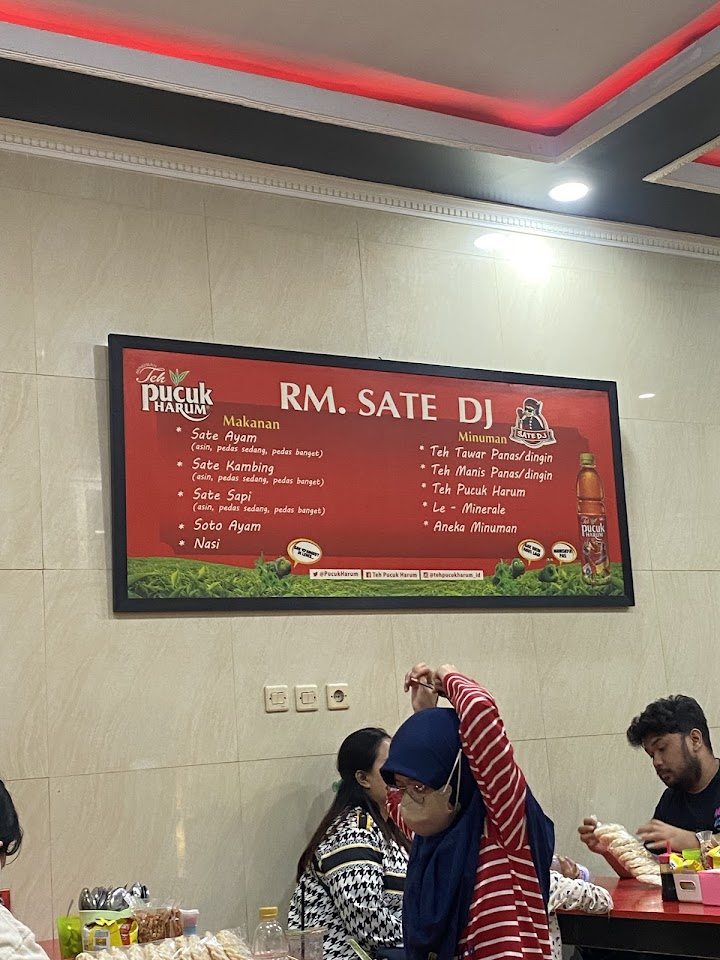 Teh
pucuk
HARUM
RM. SATE DJ
SATE DJ
Makanan
* Sate Ayam
(asin, pedas sedang, pedas banget)
* Sate Kambing
(asin, pedas sedang, pedas banget)
* Sate Sapi
(asin, pedas sedang, pedas banget)
* Soto Ayam
* Nasi
Minuman
* Teh Tawar Panas/dingin
* Teh Manis Panas/dingin
* Teh Pucuk Harum
* Le - Minerale
* Aneka Minuman
pucuk
HARUM
@PucukHarum
Teh Pucuk Harum
@tehpucukharum_id